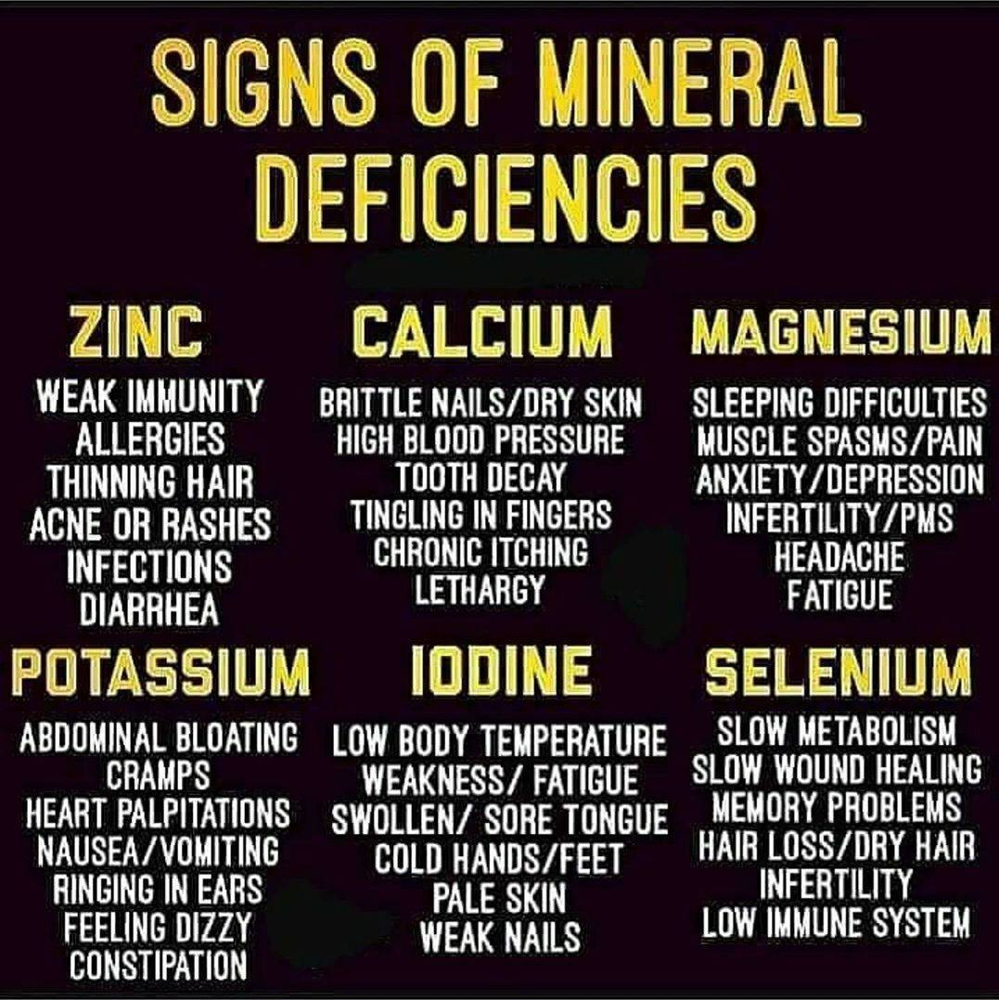 SIGNS OF MINERAL
DEFICIENCIES
ZINC
WEAK IMMUNITY
ALLERGIES
THINNING HAIR
ACNE OR RASHES
INFECTIONS
DIARRHEA
CALCIUM
BRITTLE NAILS/DRY SKIN
HIGH BLOOD PRESSURE
TOOTH DECAY
TINGLING IN FINGERS
CHRONIC ITCHING
LETHARGY
MAGNESIUM
SLEEPING DIFFICULTIES
MUSCLE SPASMS/PAIN
ANXIETY/DEPRESSION
INFERTILITY/PMS
HEADACHE
FATIGUE
POTASSIUM
ABDOMINAL BLOATING
CRAMPS
HEART PALPITATIONS
NAUSEA/VOMITING
RINGING IN EARS
FEELING DIZZY
CONSTIPATION
IODINE
LOW BODY TEMPERATURE
WEAKNESS/ FATIGUE
SWOLLEN/ SORE TONGUE
COLD HANDS/FEET
PALE SKIN
WEAK NAILS
SELENIUM
SLOW METABOLISM
SLOW WOUND HEALING
MEMORY PROBLEMS
HAIR LOSS/DRY HAIR
INFERTILITY
LOW IMMUNE SYSTEM